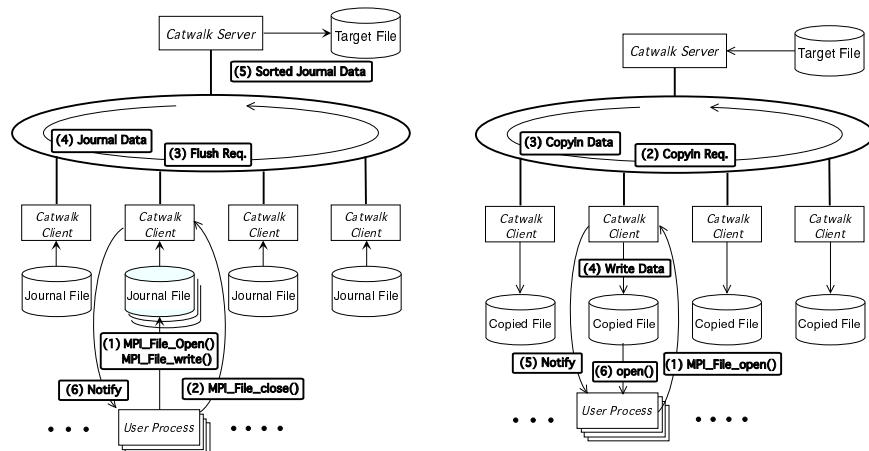 Catwalk Server
Target File
(5) Sorted Journal Data
(4) Journal Data
(3) Flush Req.
Catwalk
Client
Catwalk
Client
Catwalk
Client
Catwalk
Client
Journal File
Journal File
Journal File
Journal File
(1) MPI_File_Open()
MPI_File_write()
(6) Notify
(2) MPI_File_close()
User Process
Catwalk Server
Target File
(3) Copyin Data
(2) Copyin Req.
Catwalk
Client
Catwalk
Client
Catwalk
Client
Catwalk
Client
(4) Write Data
Copied File
Copied File
Copied File
Copied File
(5) Notify
(6) open()
(1) MPI_File_open()
User Process